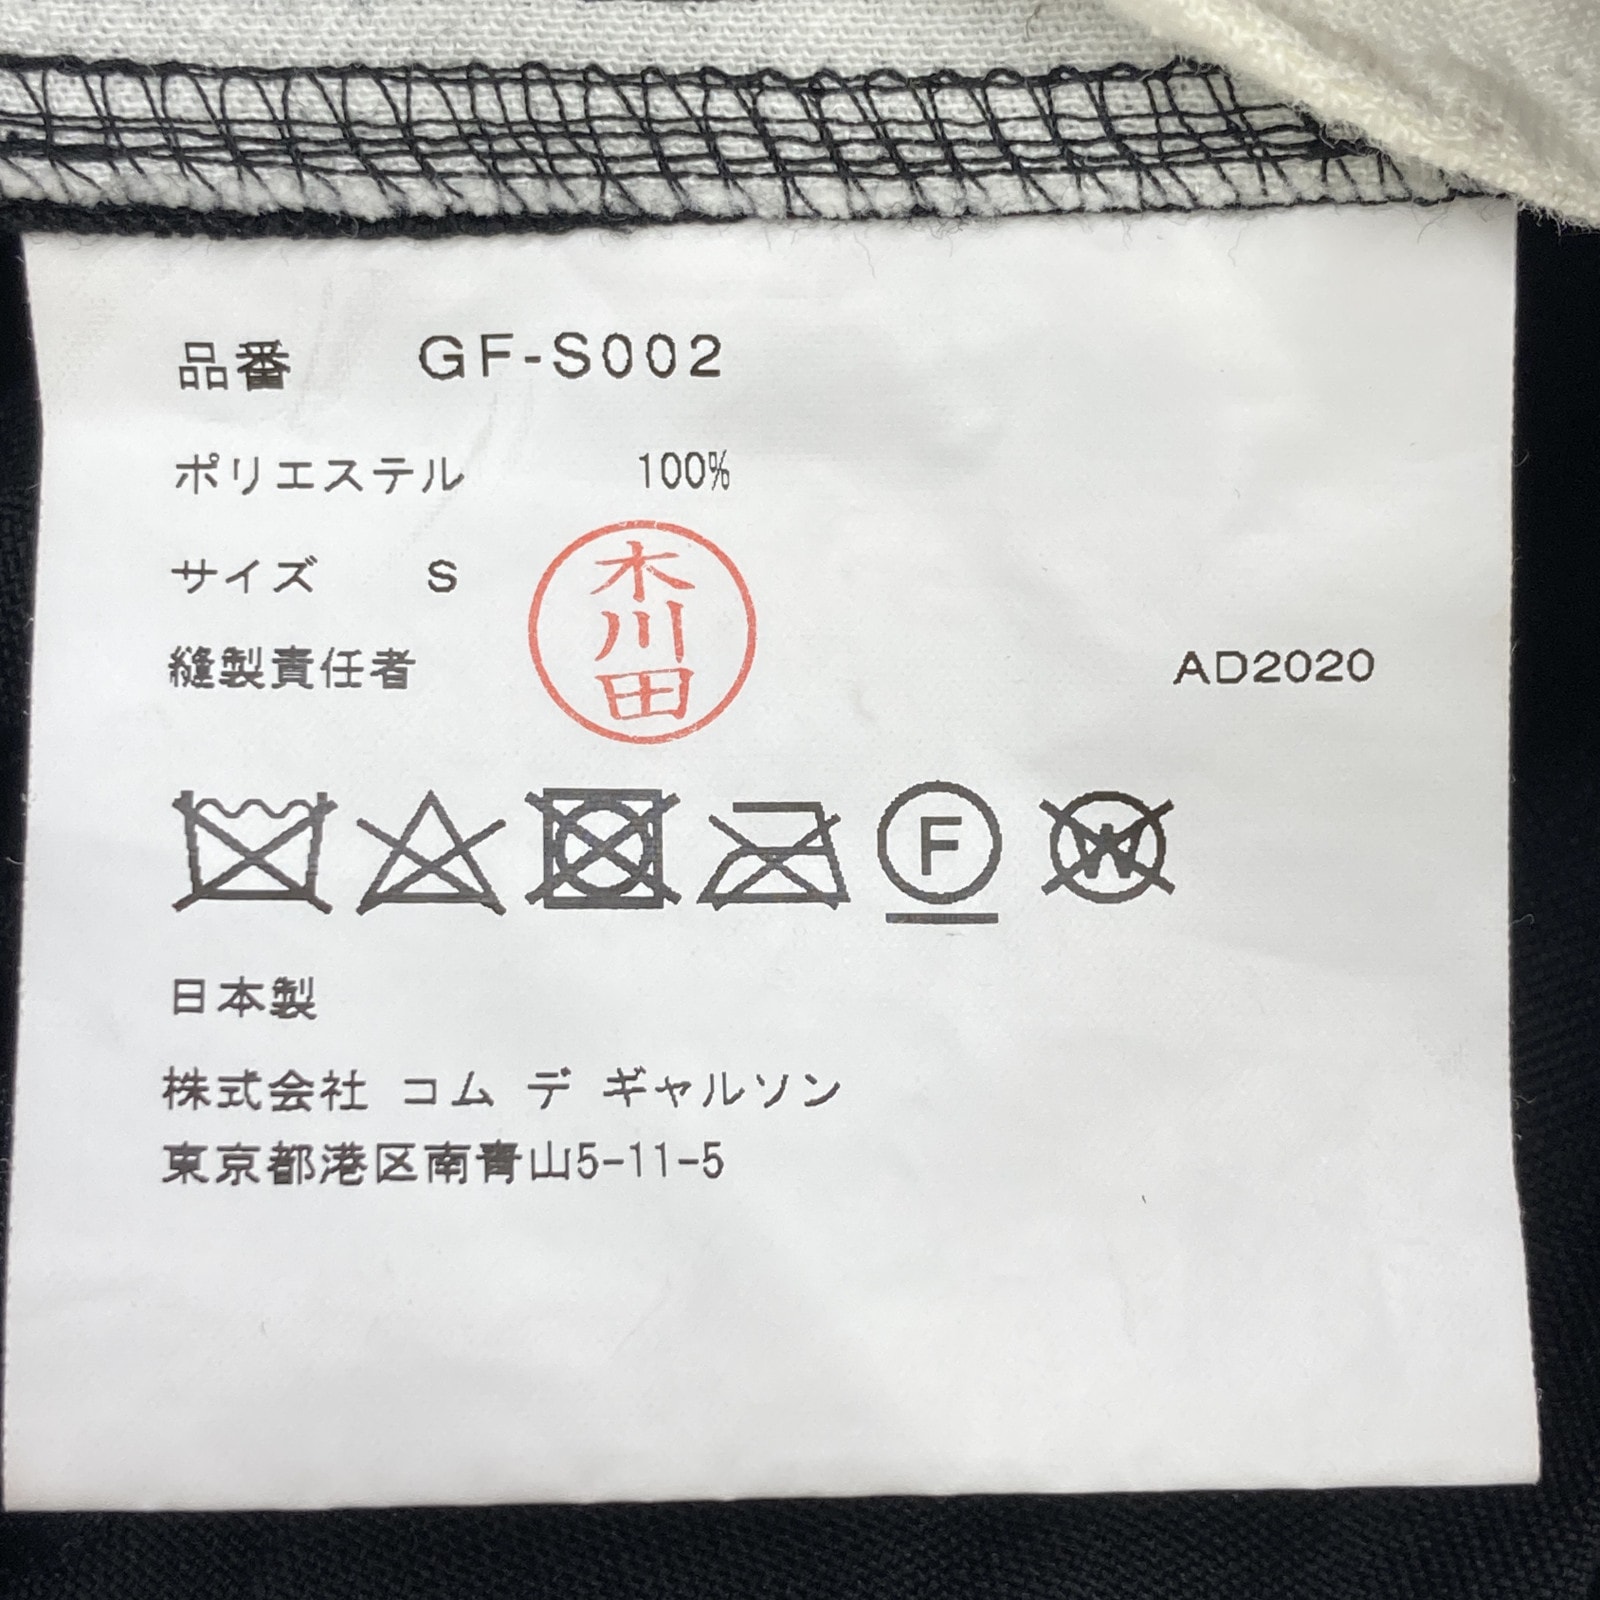 品番 GF-S002
ポリエステル 100%
サイズ S
木川田
縫製責任者
AD2020
F
W
日本製
株式会社 コム デ ギャルソン
東京都港区南青山5-11-5